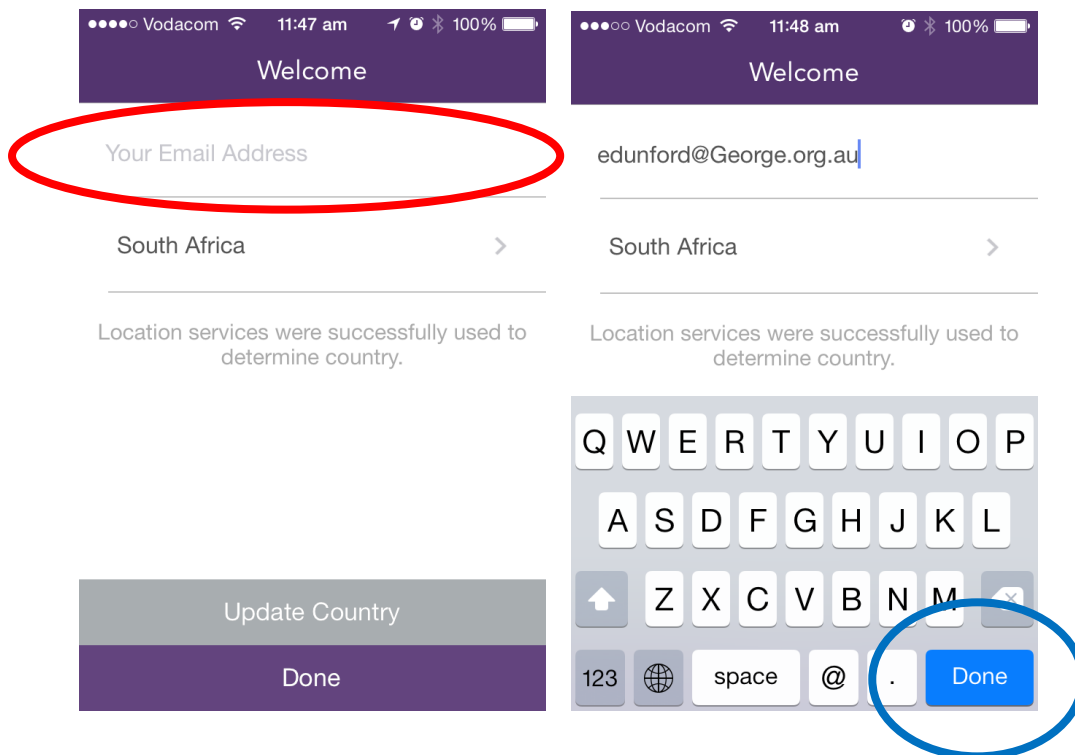 Vodacom 11:47 am 100%
Welcome
Your Email Address
South Africa
Location services were successfully used to
determine country.
Update Country
Done
Vodacom 11:48 am 100%
Welcome
edunford@George.org.au
South Africa
Location services were successfully used to
determine country.
Q W E R T Y U I O P
A S D F G H J K L
Z X C V B N M
123 space @ . Done